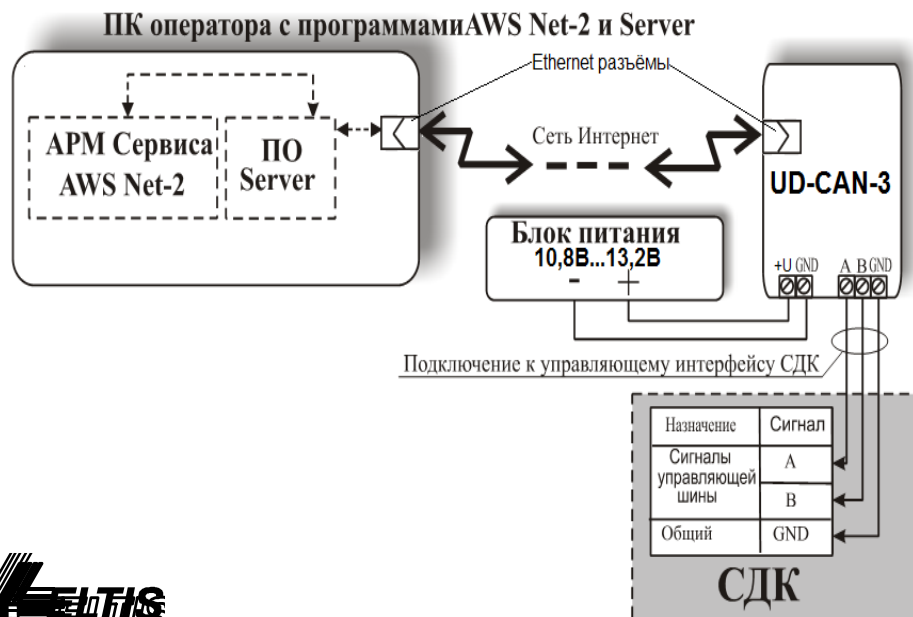 ПК оператора с программамиAWS Net-2 и Server
Ethernet разъёмы
АРМ Сервиса
AWS Net-2
ПО
Server
Сеть Интернет
UD-CAN-3
Блок питания
10,8В...13,2В
- +
+U GND A B GND
Подключение к управляющему интерфейсу СДК
Назначение Сигнал
Сигналы
управляющей
шины
A
B
Общий GND
СДК
ELTIS